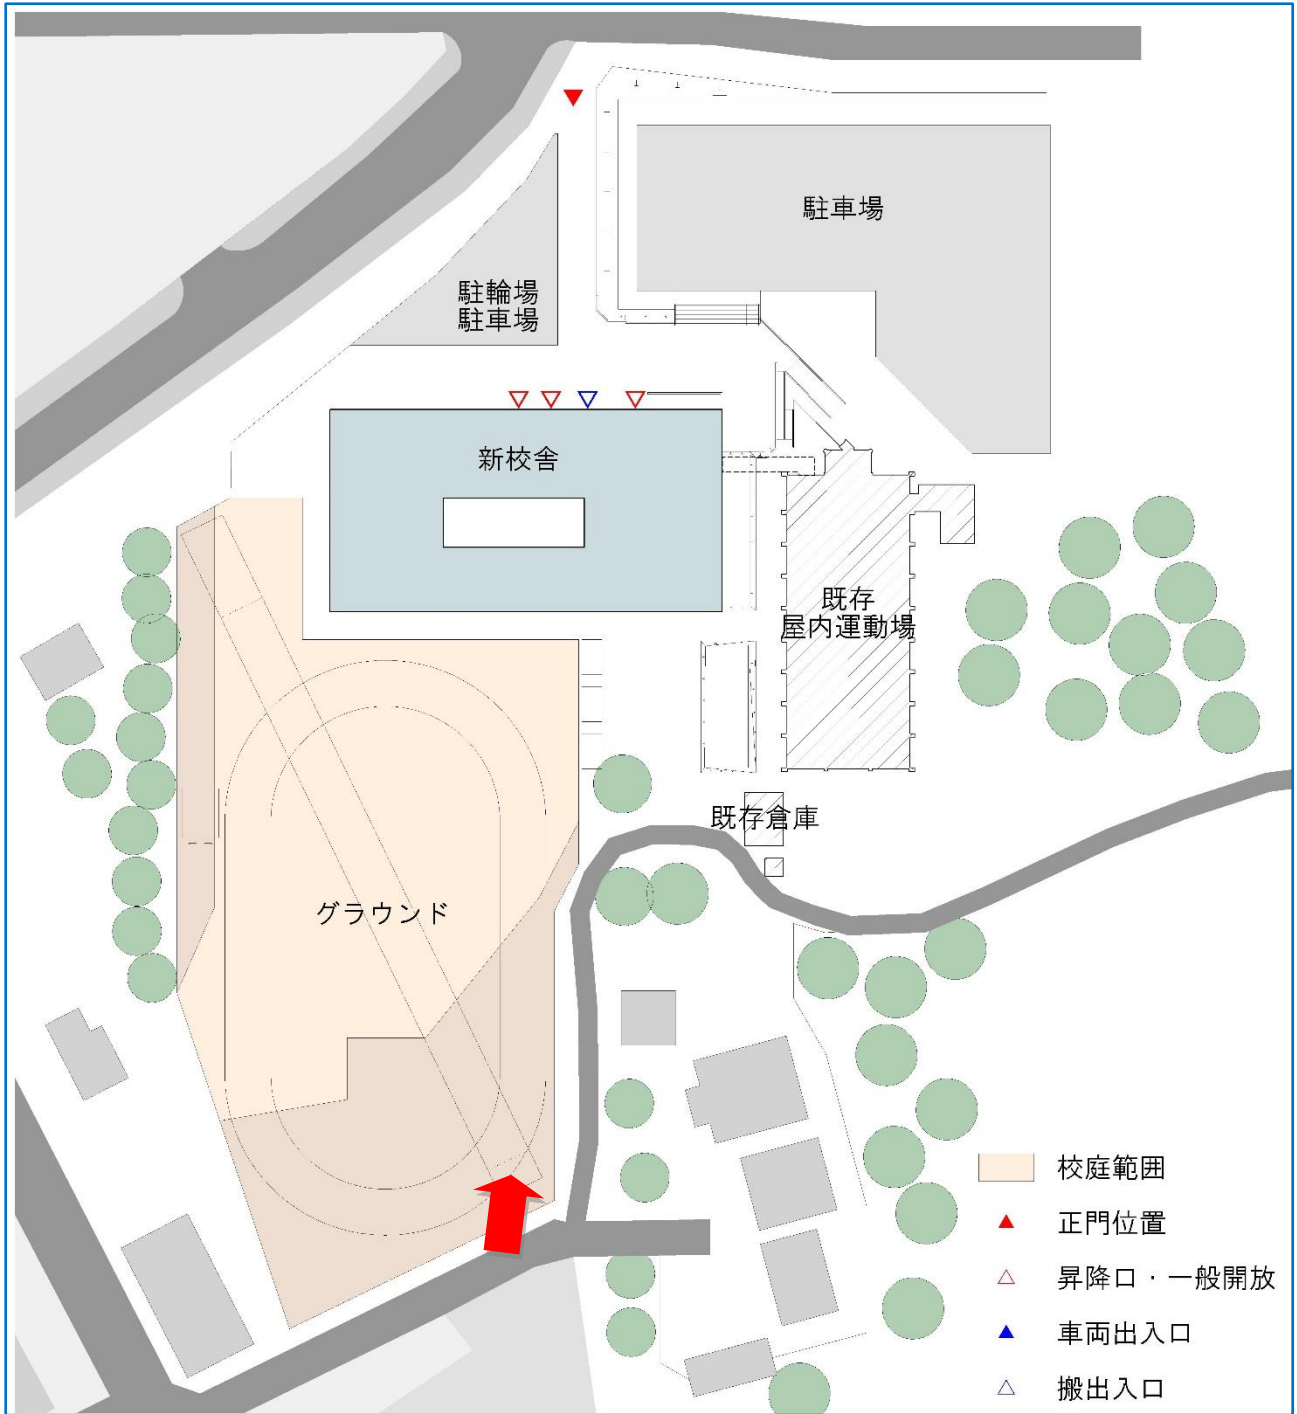 駐車場
駐輪場
駐車場
新校舎
既存
屋内運動場
既存倉庫
グラウンド
校庭範囲
正門位置
昇降口・一般開放
車両出入口
搬出入口